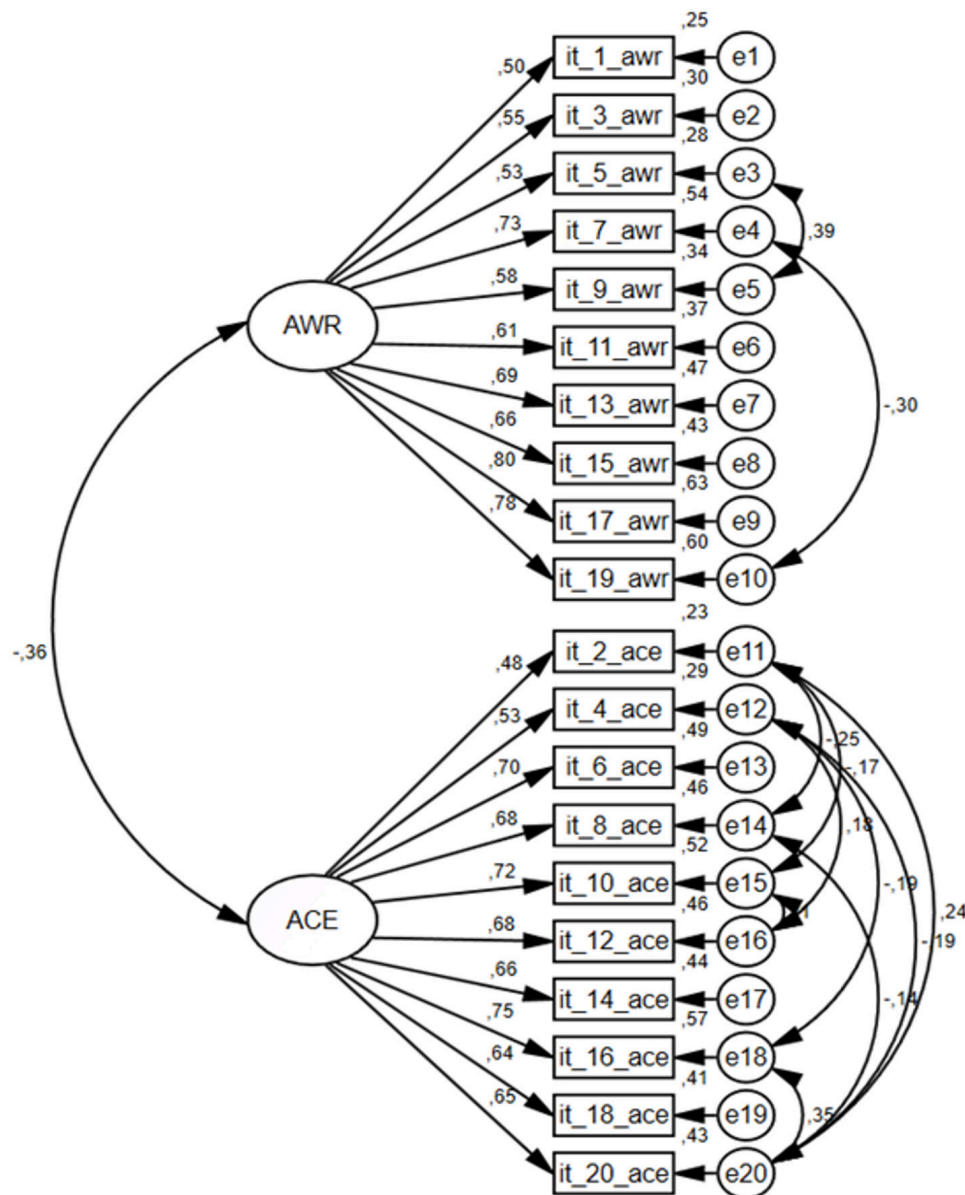 ,25
,50 it_1_awr e1
,30
,55 it_3_awr e2
,28
,53 it_5_awr e3
,54
,73 it_7_awr e4 ,39
,34
,58 it_9_awr e5
,37
AWR
,61 it_11_awr e6
,47
,69 it_13_awr e7 -,30
,43
,66 it_15_awr e8
,63
,80 it_17_awr e9
,60
,78 it_19_awr e10
,23
-,36
,48 it_2_ace e11
,29
,53 it_4_ace e12
,49 -,25
,70 it_6_ace e13 -,17
,46
,68 it_8_ace e14 ,18
,52
,72 it_10_ace e15 -,19
,46
ACE
,68 it_12_ace e16 ,24
,44 -,19
,66 it_14_ace e17 -,14
,57
,75 it_16_ace e18
,41
,64 it_18_ace e19 ,35
,43
,65 it_20_ace e20